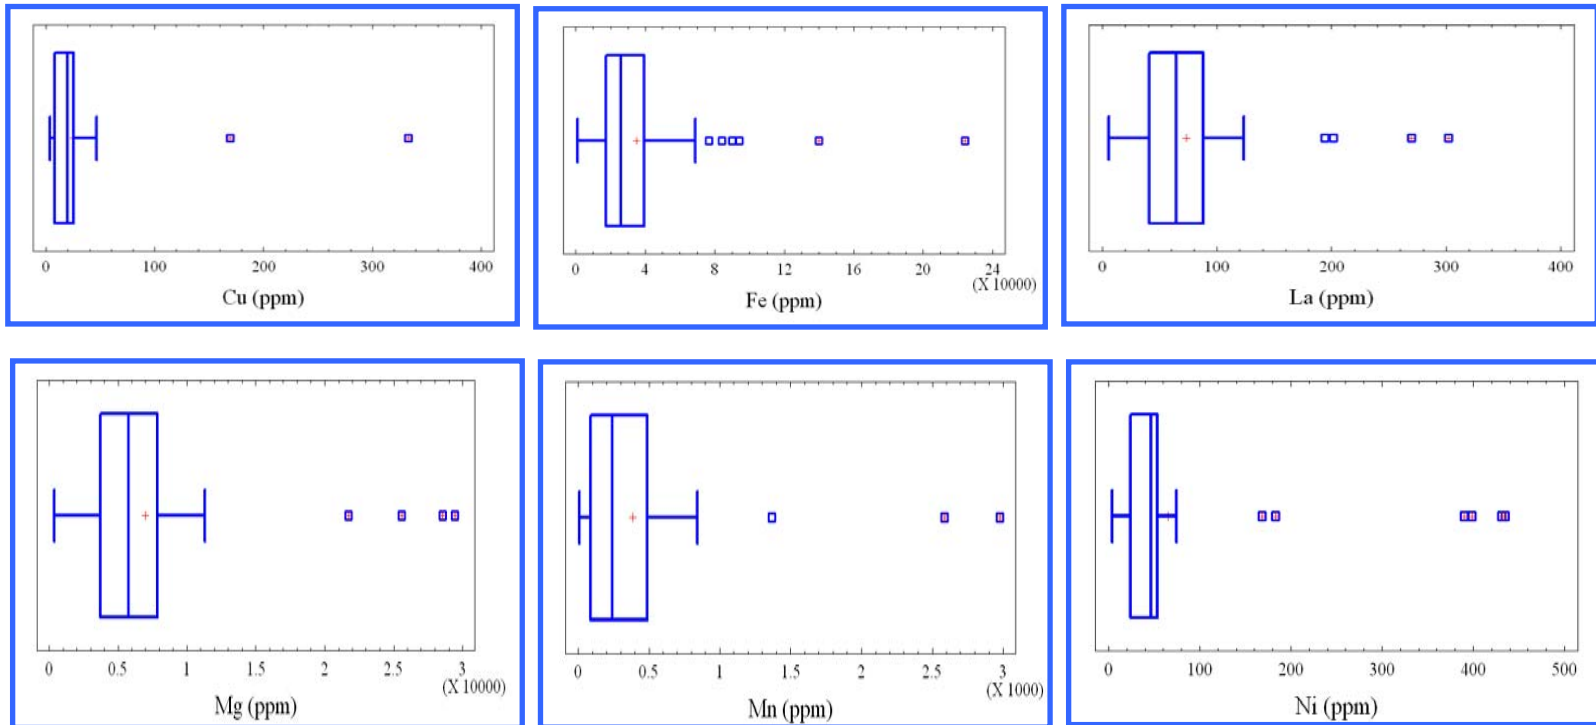 0 100 200 300 400
Cu (ppm)
0 4 8 12 16 20 24
(X 10000)
Fe (ppm)
0 100 200 300 400
La (ppm)
0 0.5 1 1.5 2 2.5 3
(X 10000)
Mg (ppm)
0 0.5 1 1.5 2 2.5 3
(X 1000)
Mn (ppm)
0 100 200 300 400 500
Ni (ppm)